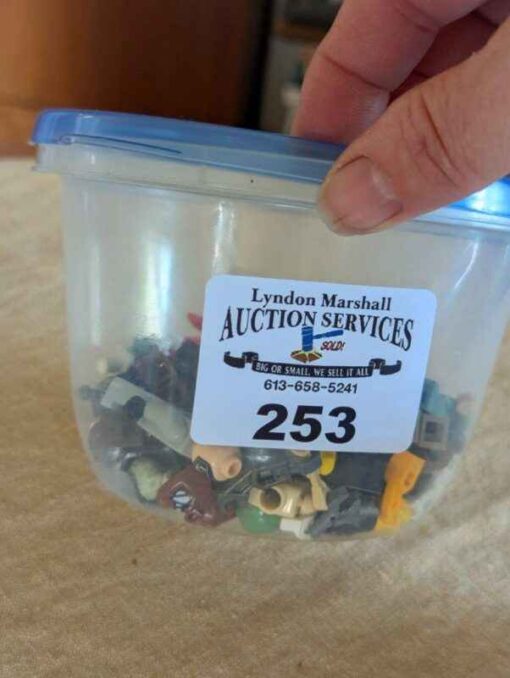 Lyndon Marshall
AUCTION SERVICES
SOLD!
BIG OR SMALL, WE SELL IT ALL
613-658-5241
253